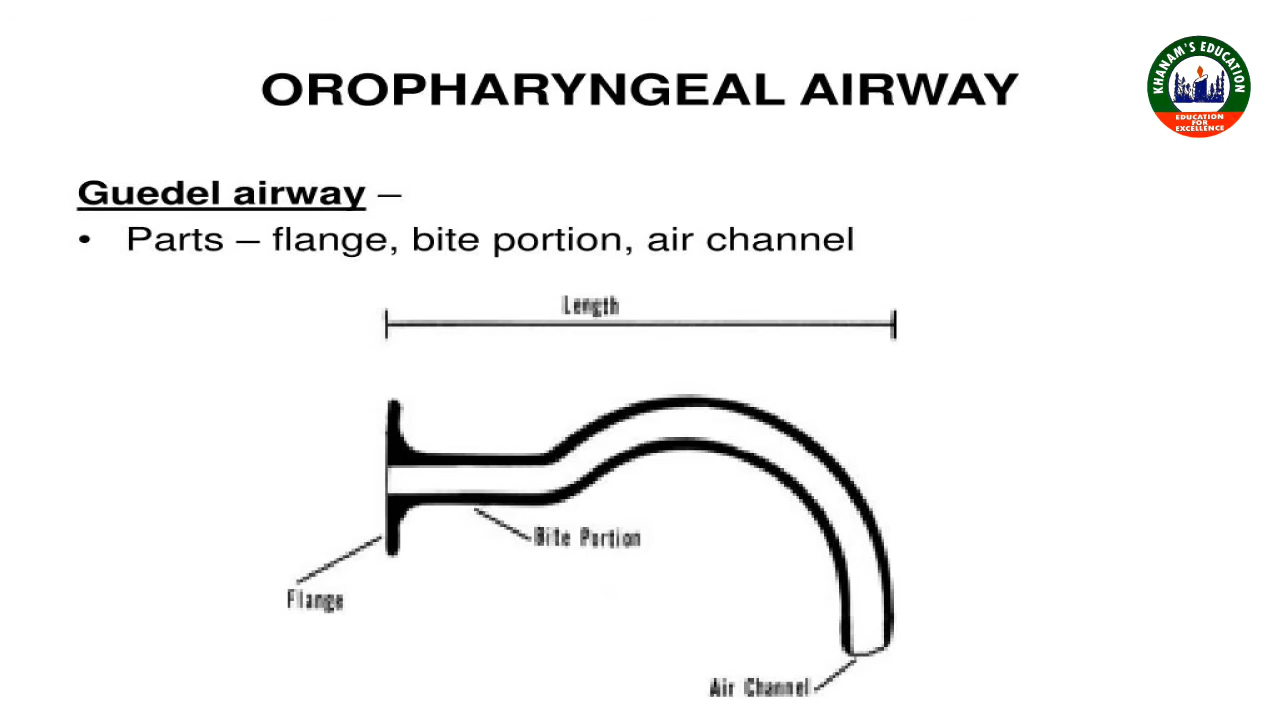 OROPHARYNGEAL AIRWAY
KHANAM'S EDUCATION
EDUCATION
FOR
EXCELLENCE
Guedel airway –
• Parts – flange, bite portion, air channel
Length
Bite Portion
Flange
Air Channel